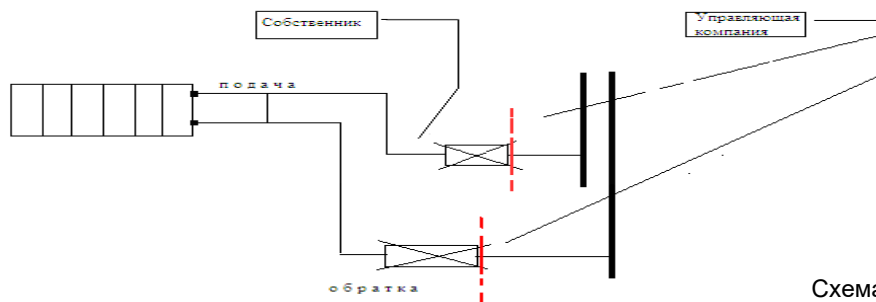 Собственник
Управляющая
компания
подача
обратка
Схема